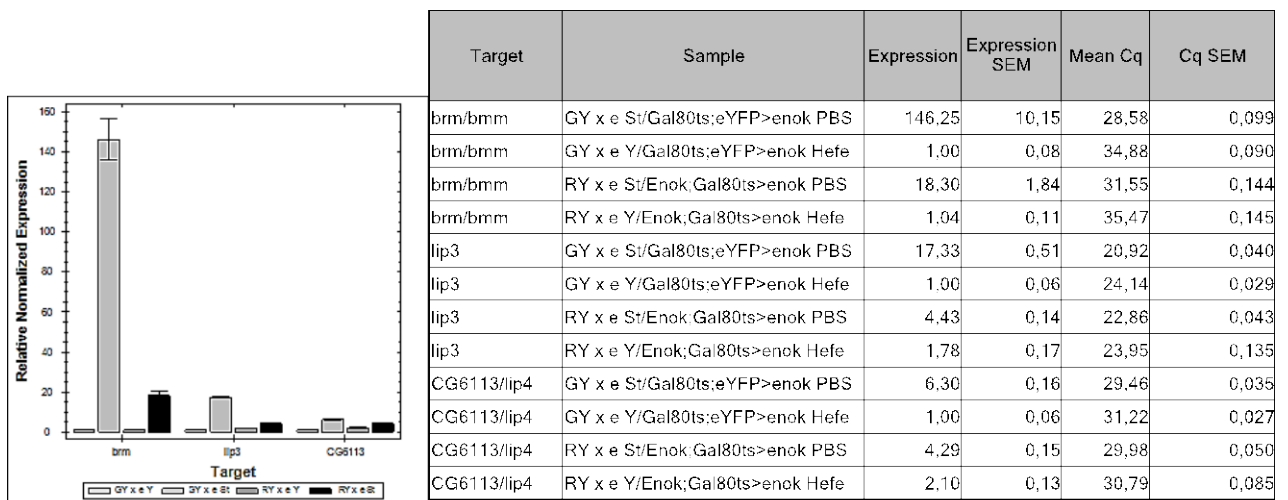 Relative Normalized Expression
160
140
120
100
80
60
40
20
0
brm lip3 CG6113
Target
GY x e Y GY x e St RY x e Y RY x e St
Target Sample Expression Expression SEM Mean Cq Cq SEM
brm/bmm GY x e St/Gal80ts;eYFP>enok PBS 146,25 10,15 28,58 0,099
brm/bmm GY x e Y/Gal80ts;eYFP>enok Hefe 1,00 0,08 34,88 0,090
brm/bmm RY x e St/Enok;Gal80ts>enok PBS 18,30 1,84 31,55 0,144
brm/bmm RY x e Y/Enok;Gal80ts>enok Hefe 1,04 0,11 35,47 0,145
lip3 GY x e St/Gal80ts;eYFP>enok PBS 17,33 0,51 20,92 0,040
lip3 GY x e Y/Gal80ts;eYFP>enok Hefe 1,00 0,06 24,14 0,029
lip3 RY x e St/Enok;Gal80ts>enok PBS 4,43 0,14 22,86 0,043
lip3 RY x e Y/Enok;Gal80ts>enok Hefe 1,78 0,17 23,95 0,135
CG6113/lip4 GY x e St/Gal80ts;eYFP>enok PBS 6,30 0,16 29,46 0,035
CG6113/lip4 GY x e Y/Gal80ts;eYFP>enok Hefe 1,00 0,06 31,22 0,027
CG6113/lip4 RY x e St/Enok;Gal80ts>enok PBS 4,29 0,15 29,98 0,050
CG6113/lip4 RY x e Y/Enok;Gal80ts>enok Hefe 2,10 0,13 30,79 0,085